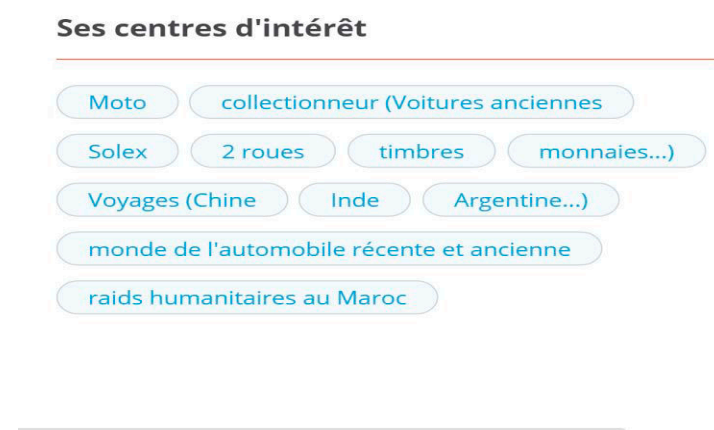 Ses centres d'intérêt
Moto collectionneur (Voitures anciennes
Solex 2 roues timbres monnaies...)
Voyages (Chine Inde Argentine...)
monde de l'automobile récente et ancienne
raids humanitaires au Maroc